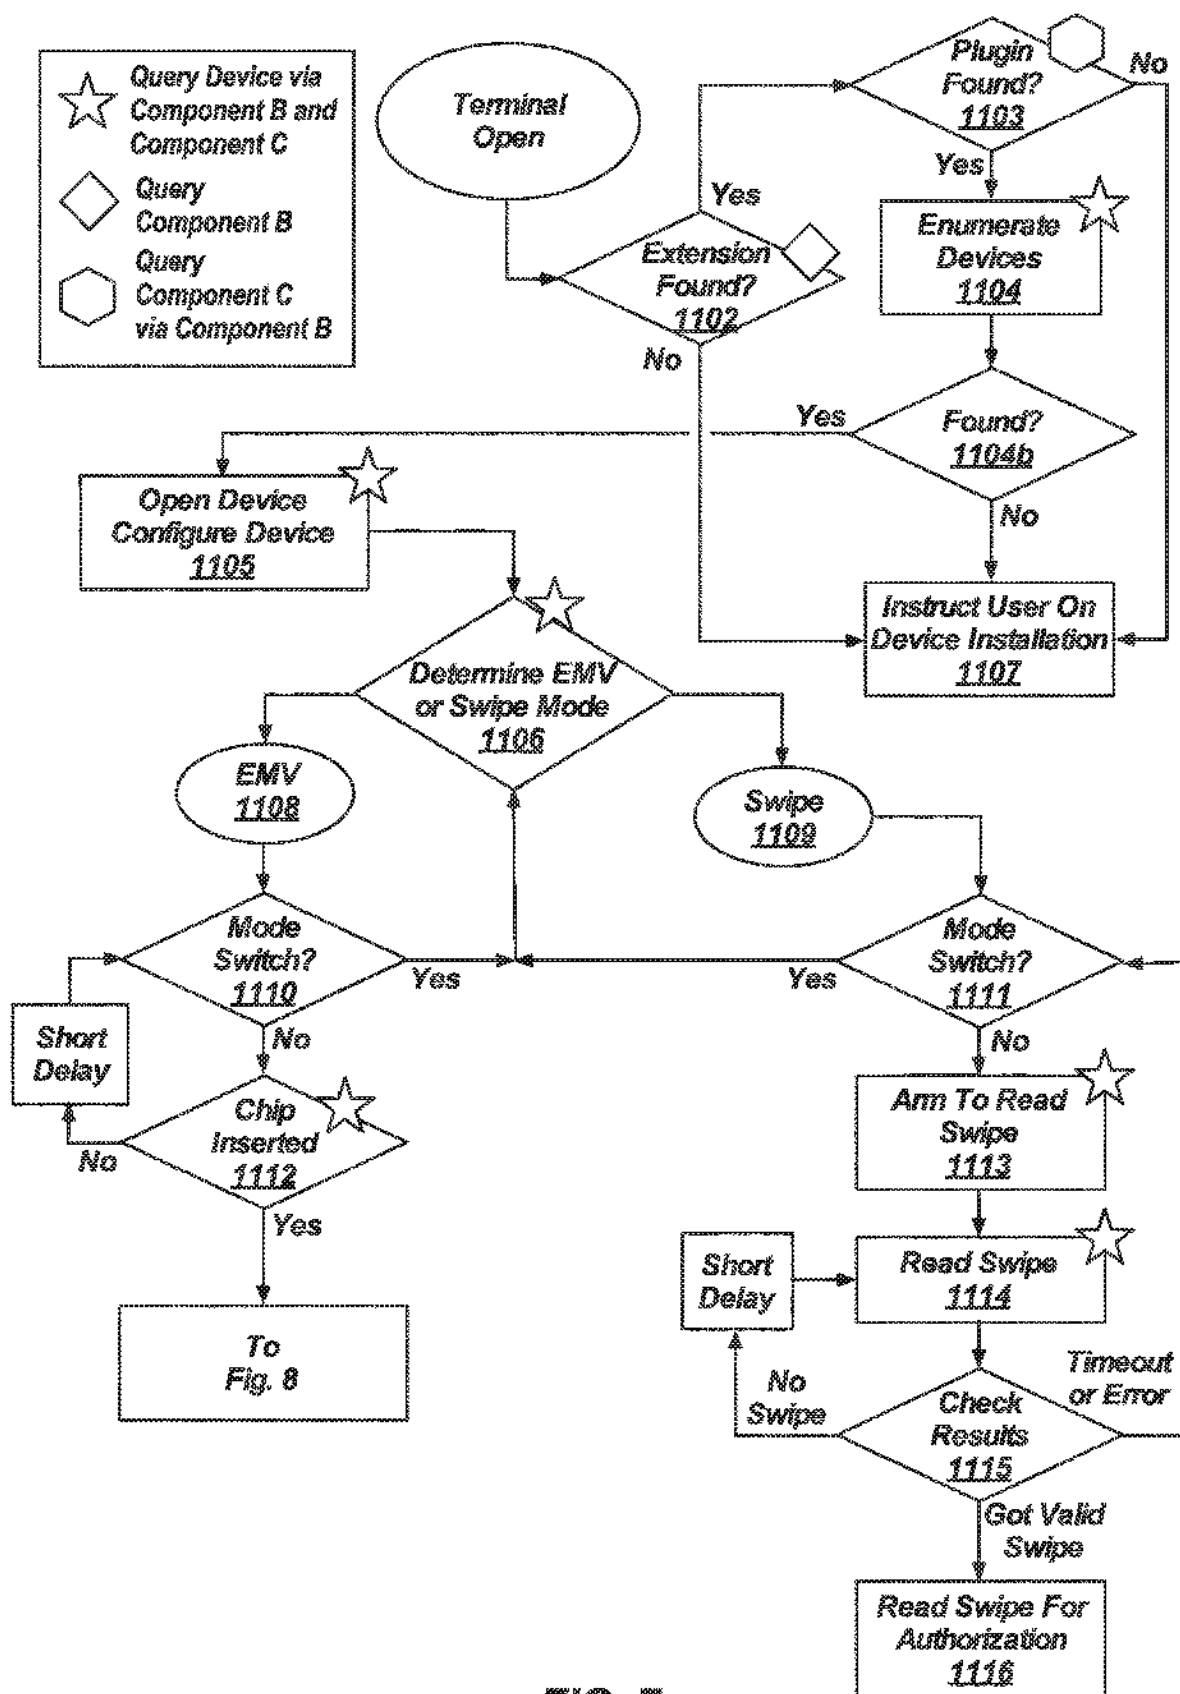 Query Device via
Component B and
Component C
Query
Component B
Query
Component C
via Component B
Terminal
Open
Plugin
Found?
1103
No
Yes
Yes
Extension
Found?
1102
No
Enumerate
Devices
1104
Yes
Found?
1104b
No
Open Device
Configure Device
1105
Instruct User On
Device Installation
1107
Determine EMV
or Swipe Mode
1106
EMV
1108
Swipe
1109
Mode
Switch?
1110
Yes
No
Mode
Switch?
1111
Yes
No
Short
Delay
Chip
Inserted
1112
No
Yes
To
Fig. 8
Arm To Read
Swipe
1113
Read Swipe
1114
Short
Delay
No
Swipe
Check
Results
1115
Timeout
or Error
Got Valid
Swipe
Read Swipe For
Authorization
1116